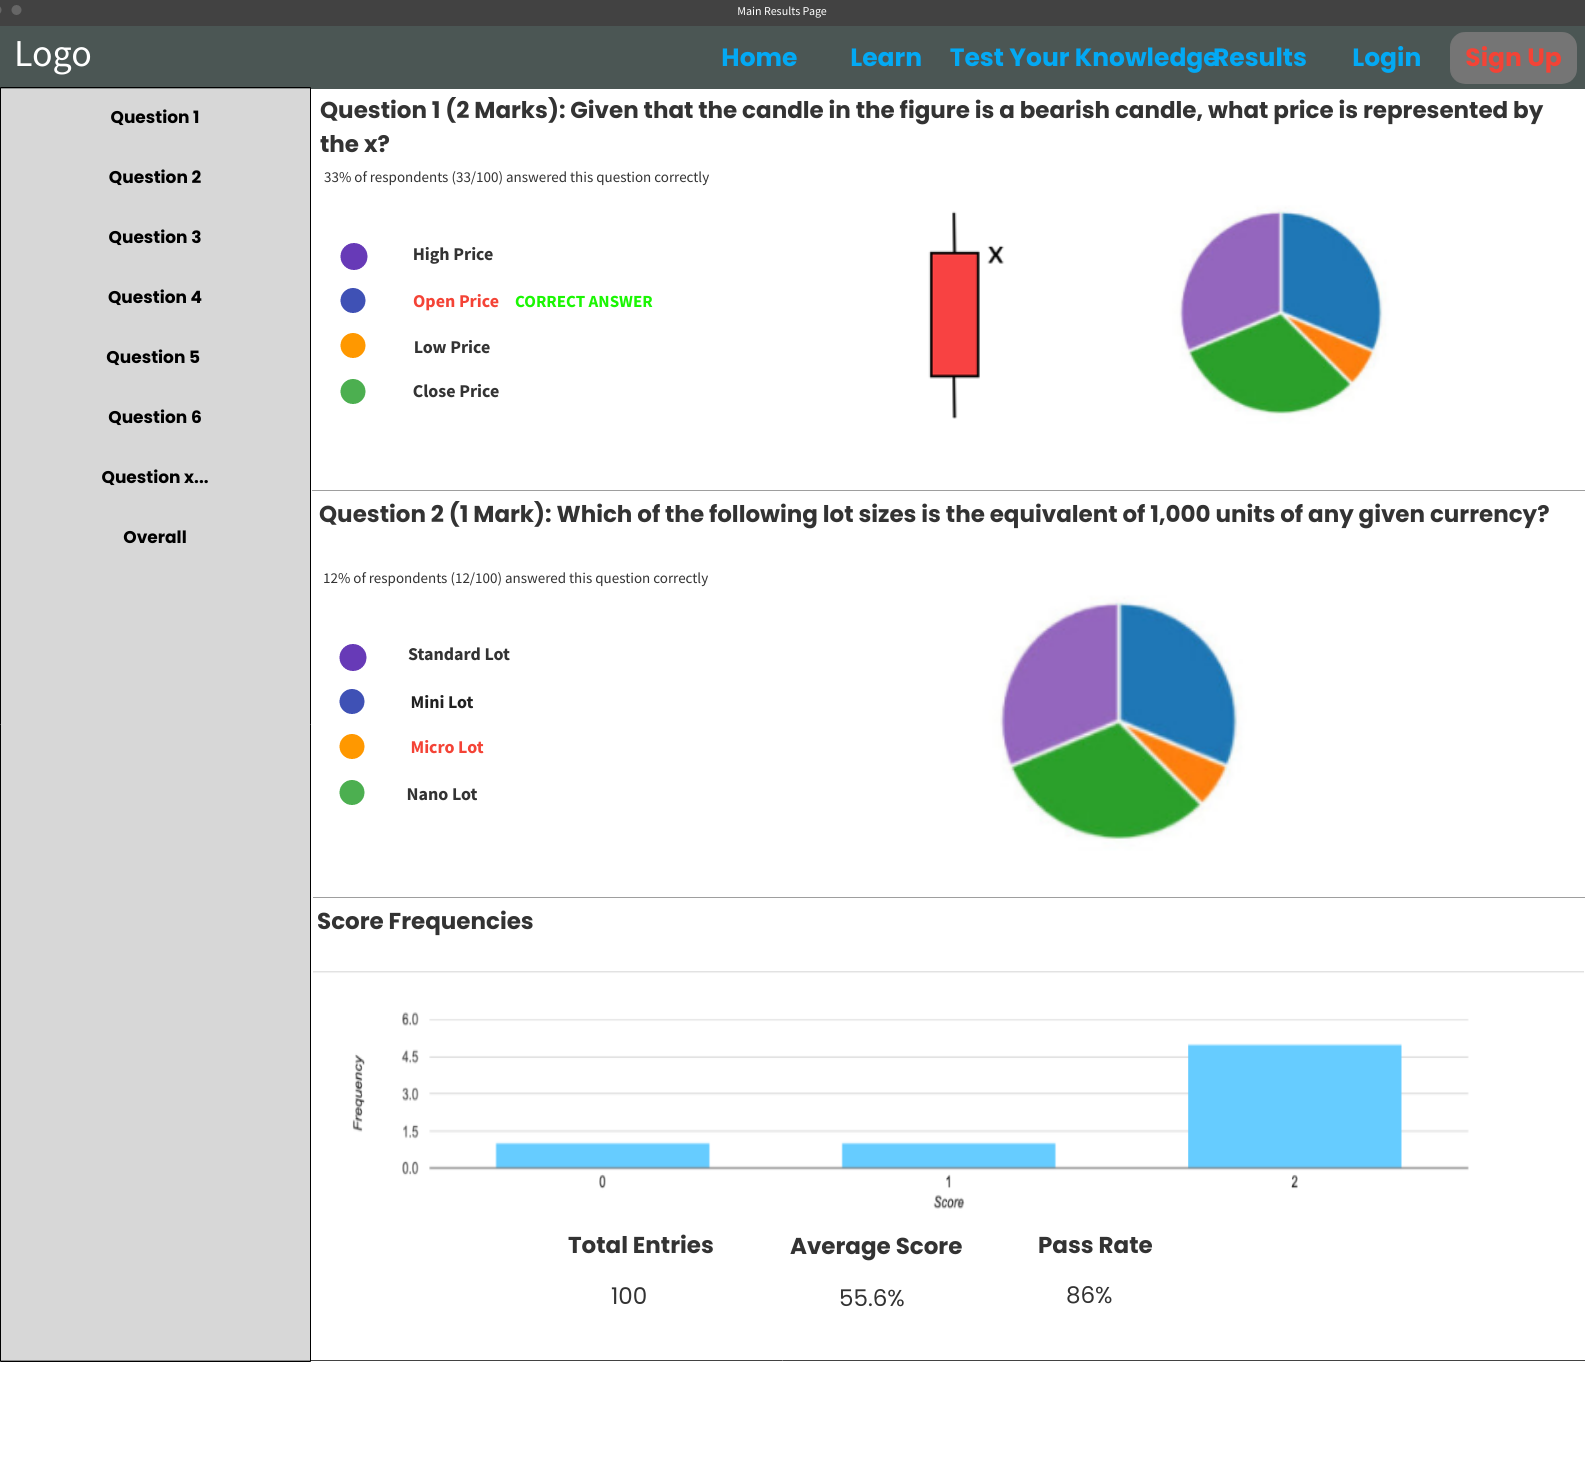 Main Results Page
Logo
Home
Learn
Test Your Knowledge
Results
Login
Sign Up
Question 1
Question 2
Question 3
Question 4
Question 5
Question 6
Question x...
Overall
Question 1 (2 Marks): Given that the candle in the figure is a bearish candle, what price is represented by
the x?
33% of respondents (33/100) answered this question correctly
High Price
Open Price CORRECT ANSWER
Low Price
Close Price
X
Question 2 (1 Mark): Which of the following lot sizes is the equivalent of 1,000 units of any given currency?
12% of respondents (12/100) answered this question correctly
Standard Lot
Mini Lot
Micro Lot
Nano Lot
Score Frequencies
Frequency
6.0
4.5
3.0
1.5
0.0
0 1 2
Score
Total Entries Average Score Pass Rate
100 55.6% 86%